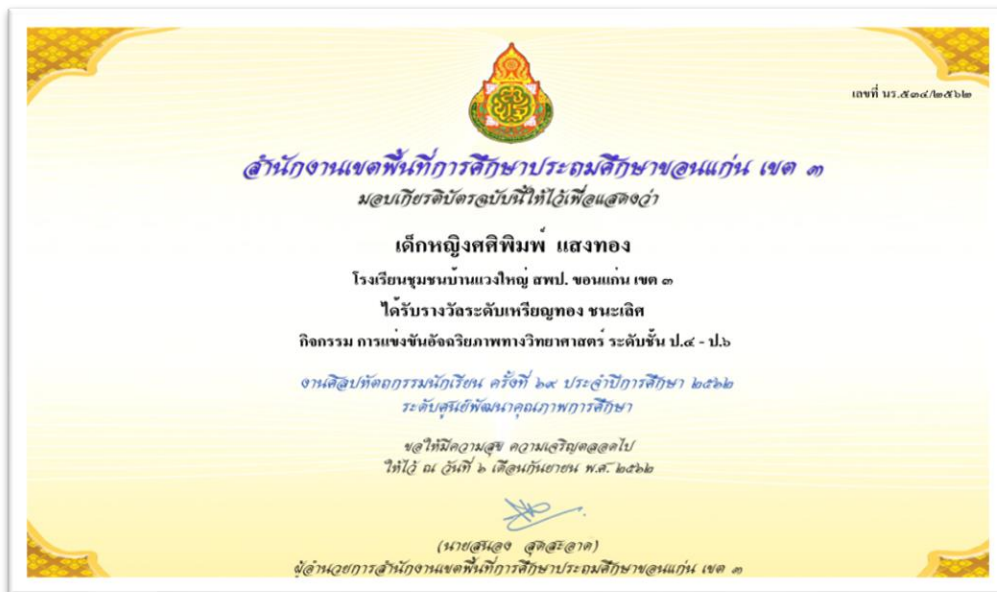 เลขที่ นร.๕๓๔/๒๕๖๒
สำนักงานเขตพื้นที่การศึกษาประถมศึกษาขอนแก่น เขต ๓
มอบเกียรติบัตรฉบับนี้ให้ไว้เพื่อแสดงว่า
เด็กหญิงศศิพิมพ์ แสงทอง
โรงเรียนชุมชนบ้านแวงใหญ่ สพป. ขอนแก่น เขต ๓
ได้รับรางวัลระดับเหรียญทอง ชนะเลิศ
กิจกรรม การแข่งขันอัจฉริยภาพทางวิทยาศาสตร์ ระดับชั้น ป.๔ - ป.๖
งานศิลปหัตถกรรมนักเรียน ครั้งที่ ๖๙ ประจำปีการศึกษา ๒๕๖๒
ระดับศูนย์พัฒนาคุณภาพการศึกษา
ขอให้มีความสุข ความเจริญตลอดไป
ให้ไว้ ณ วันที่ ๖ เดือนกันยายน พ.ศ. ๒๕๖๒
(นายสนอง สุดสะอาด)
ผู้อำนวยการสำนักงานเขตพื้นที่การศึกษาประถมศึกษาขอนแก่น เขต ๓